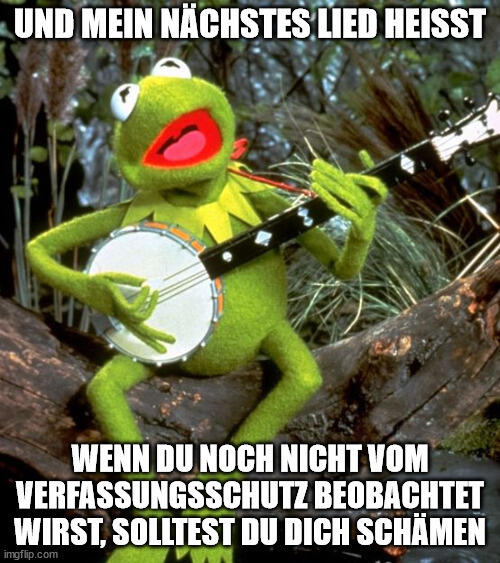 UND MEIN NÄCHSTES LIED HEISST
WENN DU NOCH NICHT VOM
VERFASSUNGSSCHUTZ BEOBACHTET
WIRST, SOLLTEST DU DICH SCHÄMEN
imgflip.com